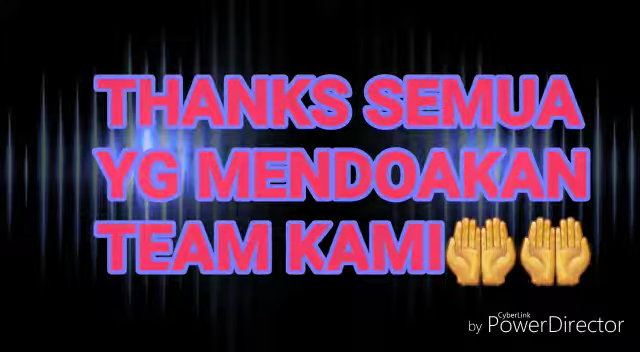 THANKS SEMUA
YG MENDOAKAN
TEAM KAMI🤲🤲
CyberLink
by PowerDirector